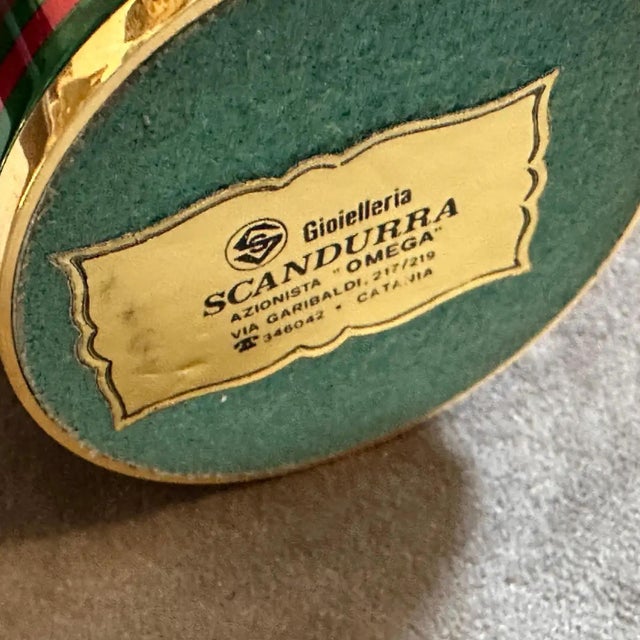 Gioielleria
SCANDURRA
AZIONISTA "OMEGA"
VIA GARIBALDI, 217/219
☎ 346042 • CATANIA